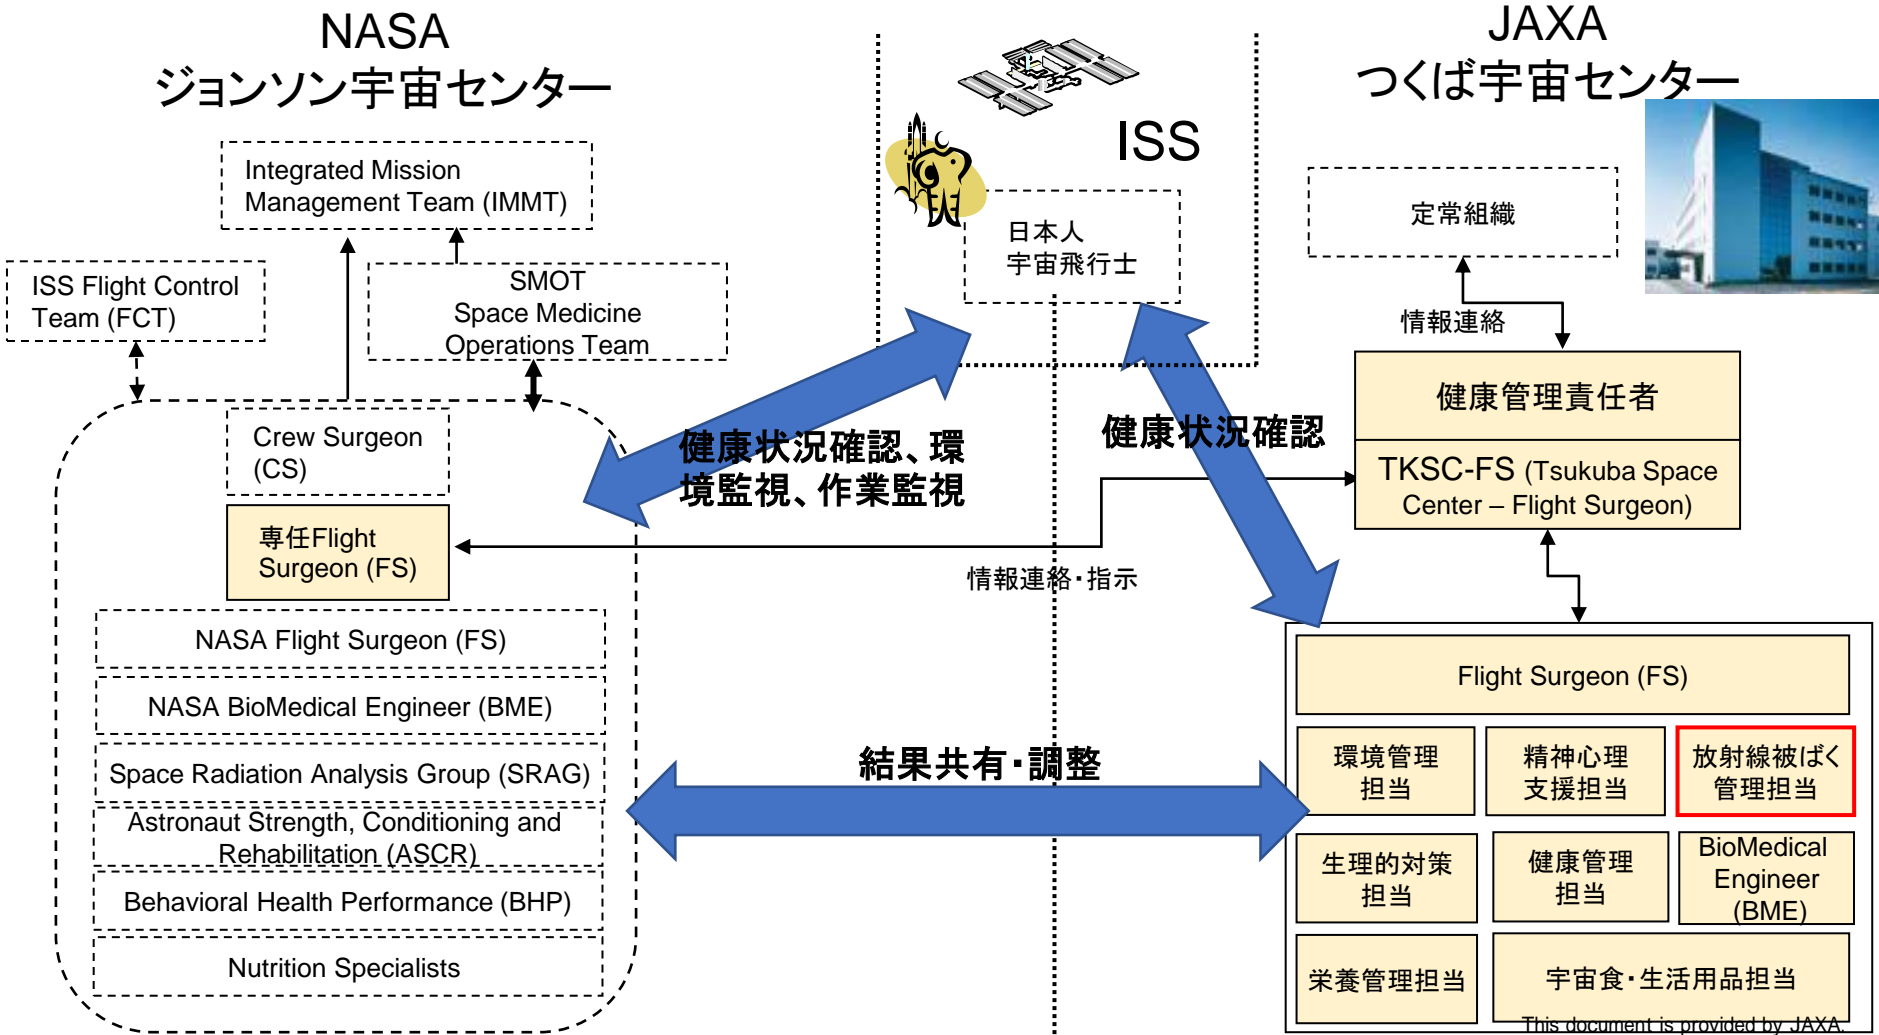 NASA
ジョンソン宇宙センター
Integrated Mission
Management Team (IMMT)
ISS Flight Control
Team (FCT)
SMOT
Space Medicine
Operations Team
Crew Surgeon
(CS)
専任Flight
Surgeon (FS)
NASA Flight Surgeon (FS)
NASA BioMedical Engineer (BME)
Space Radiation Analysis Group (SRAG)
Astronaut Strength, Conditioning and
Rehabilitation (ASCR)
Behavioral Health Performance (BHP)
Nutrition Specialists
ISS
日本人
宇宙飛行士
健康状況確認、環
境監視、作業監視
健康状況確認
情報連絡・指示
結果共有・調整
JAXA
つくば宇宙センター
定常組織
情報連絡
健康管理責任者
TKSC-FS (Tsukuba Space
Center – Flight Surgeon)
Flight Surgeon (FS)
環境管理
担当
精神心理
支援担当
放射線被ばく
管理担当
生理的対策
担当
健康管理
担当
BioMedical
Engineer
(BME)
栄養管理担当
宇宙食・生活用品担当
This document is provided by JAXA.